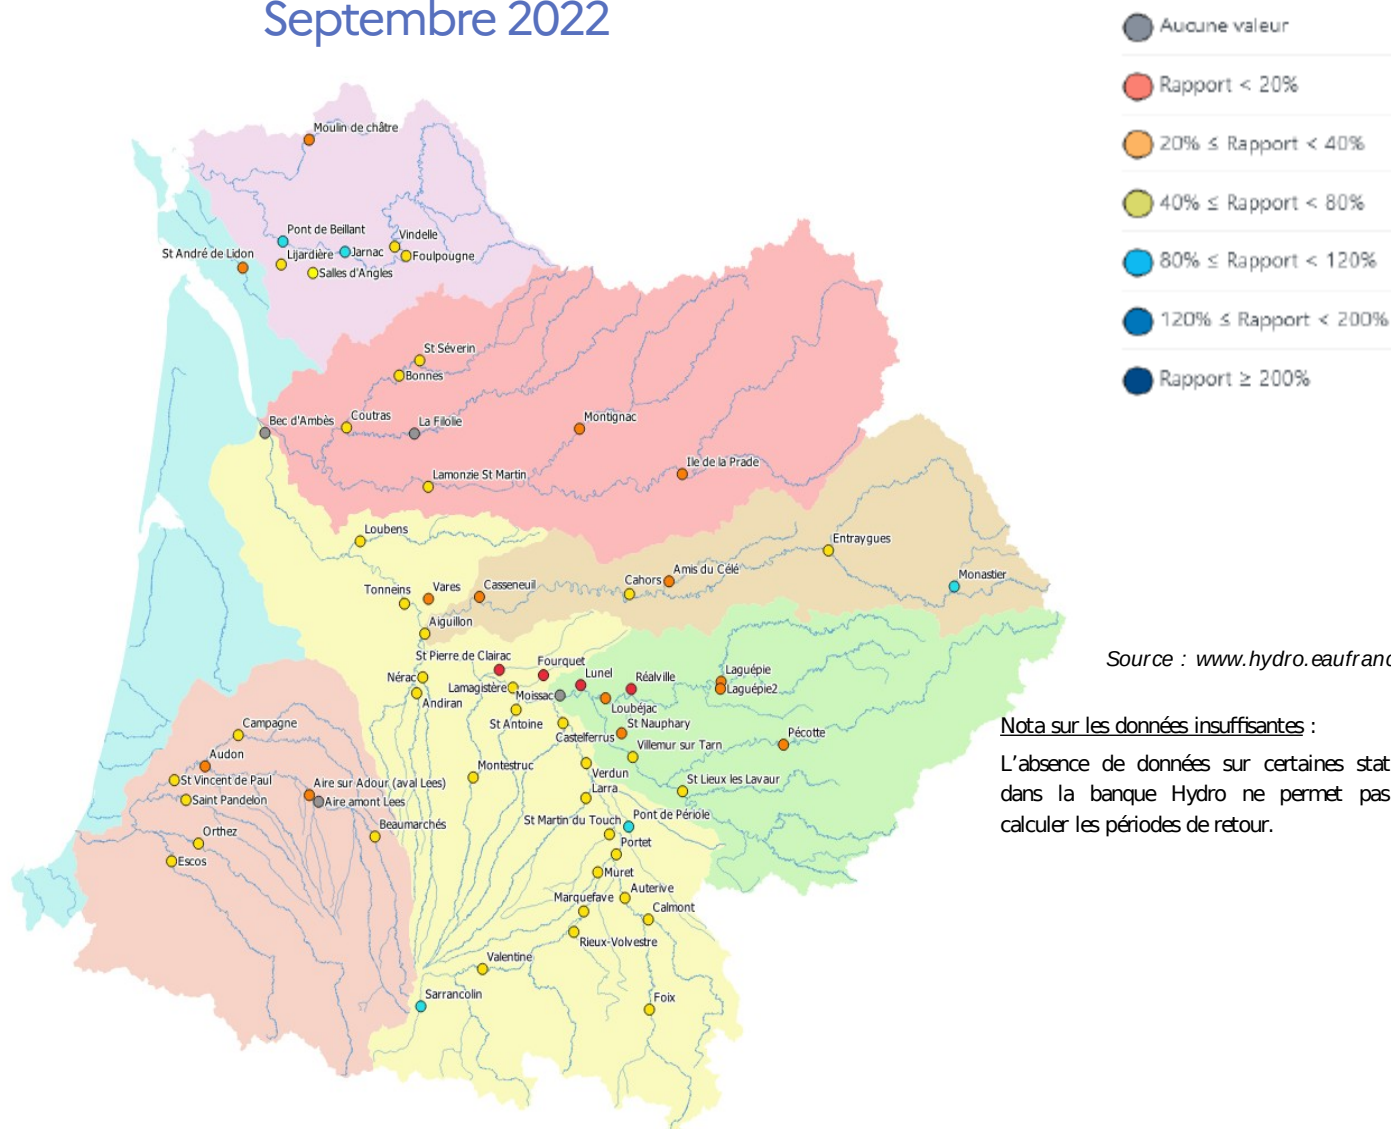 Septembre 2022
Aucune valeur
Rapport < 20%
20% ≤ Rapport < 40%
40% ≤ Rapport < 80%
80% ≤ Rapport < 120%
120% ≤ Rapport < 200%
Rapport ≥ 200%
Moulin de châtre
Pont de Beillant
Vindelle
St André de Lidon
Lijardière
Jarnac
Foulpougne
Salles d'Angles
St Séverin
Bonnes
Bec d'Ambès
Coutras
La Filolie
Montignac
Ile de la Prade
Lamonzie St Martin
Loubens
Entraygues
Amis du Célé
Monastier
Tonneins
Vares
Casseneuil
Cahors
Aiguillon
St Pierre de Clairac
Fourquet
Lunel
Réalville
Laguépie
Nérac
Lamagistère
Moissac
Laguépie2
Andiran
Loubéjac
St Antoine
St Nauphary
Castelferrus
Pécotte
Villemur sur Tarn
Campagne
Audon
St Vincent de Paul
Aire sur Adour (aval Lees)
Montestruc
Verdun
St Lieux les Lavaur
Saint Pandelon
Aire amont Lees
Larra
Beaumarchés
St Martin du Touch
Pont de Périole
Orthez
Portet
Escos
Muret
Auterive
Marquefave
Calmont
Rieux-Volvestre
Valentine
Sarrancolin
Foix
Source : www.hydro.eaufranc
Nota sur les données insuffisantes :
L'absence de données sur certaines stat
dans la banque Hydro ne permet pas
calculer les périodes de retour.